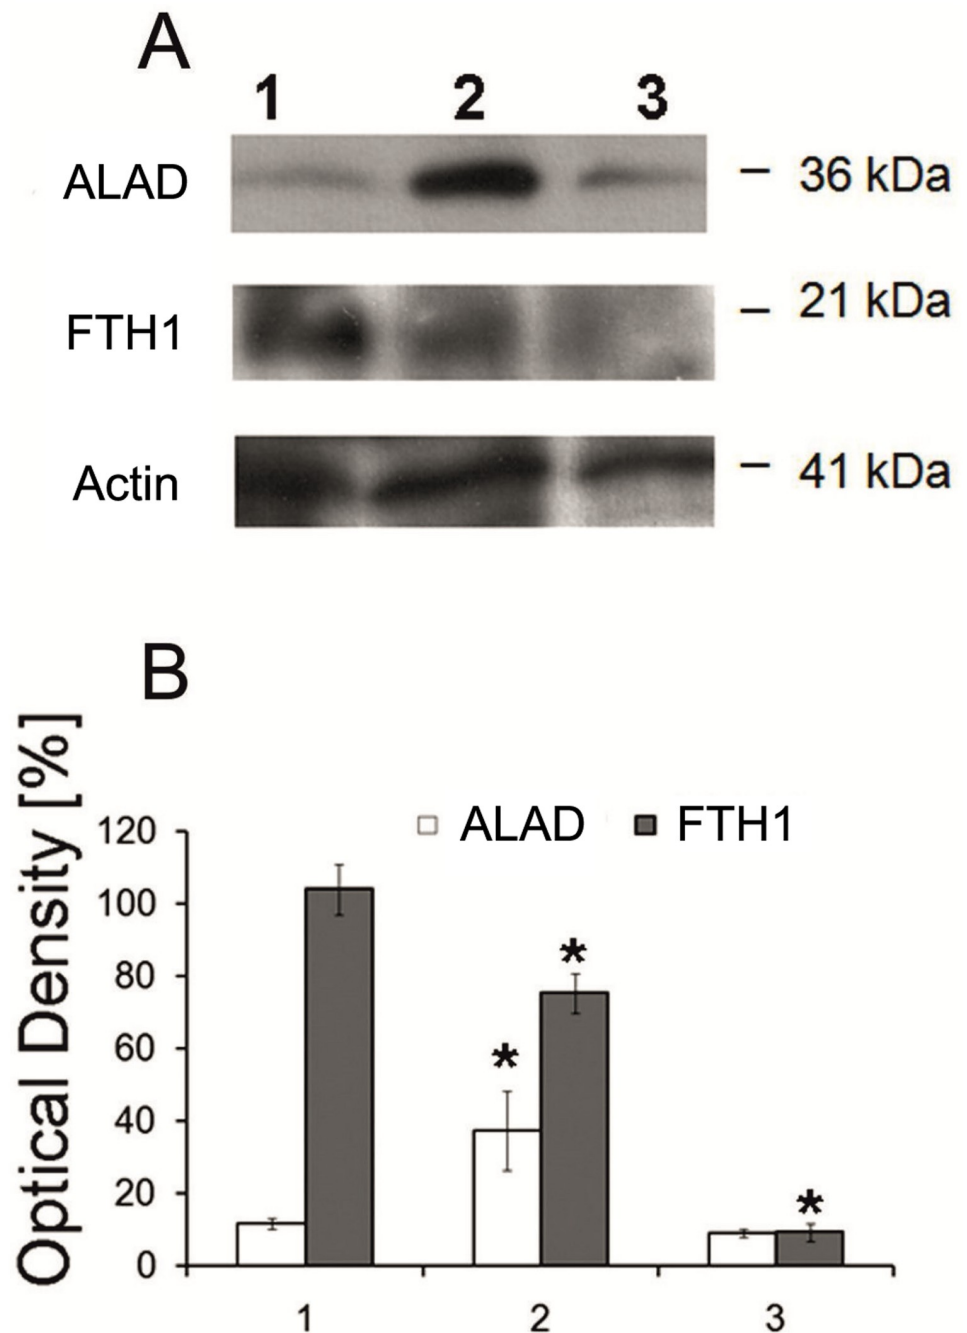 A
1 2 3
ALAD – 36 kDa
FTH1 – 21 kDa
Actin – 41 kDa
B
Optical Density [%]
ALAD FTH1
120
100
80
60
40
20
0
*
*
*
1 2 3